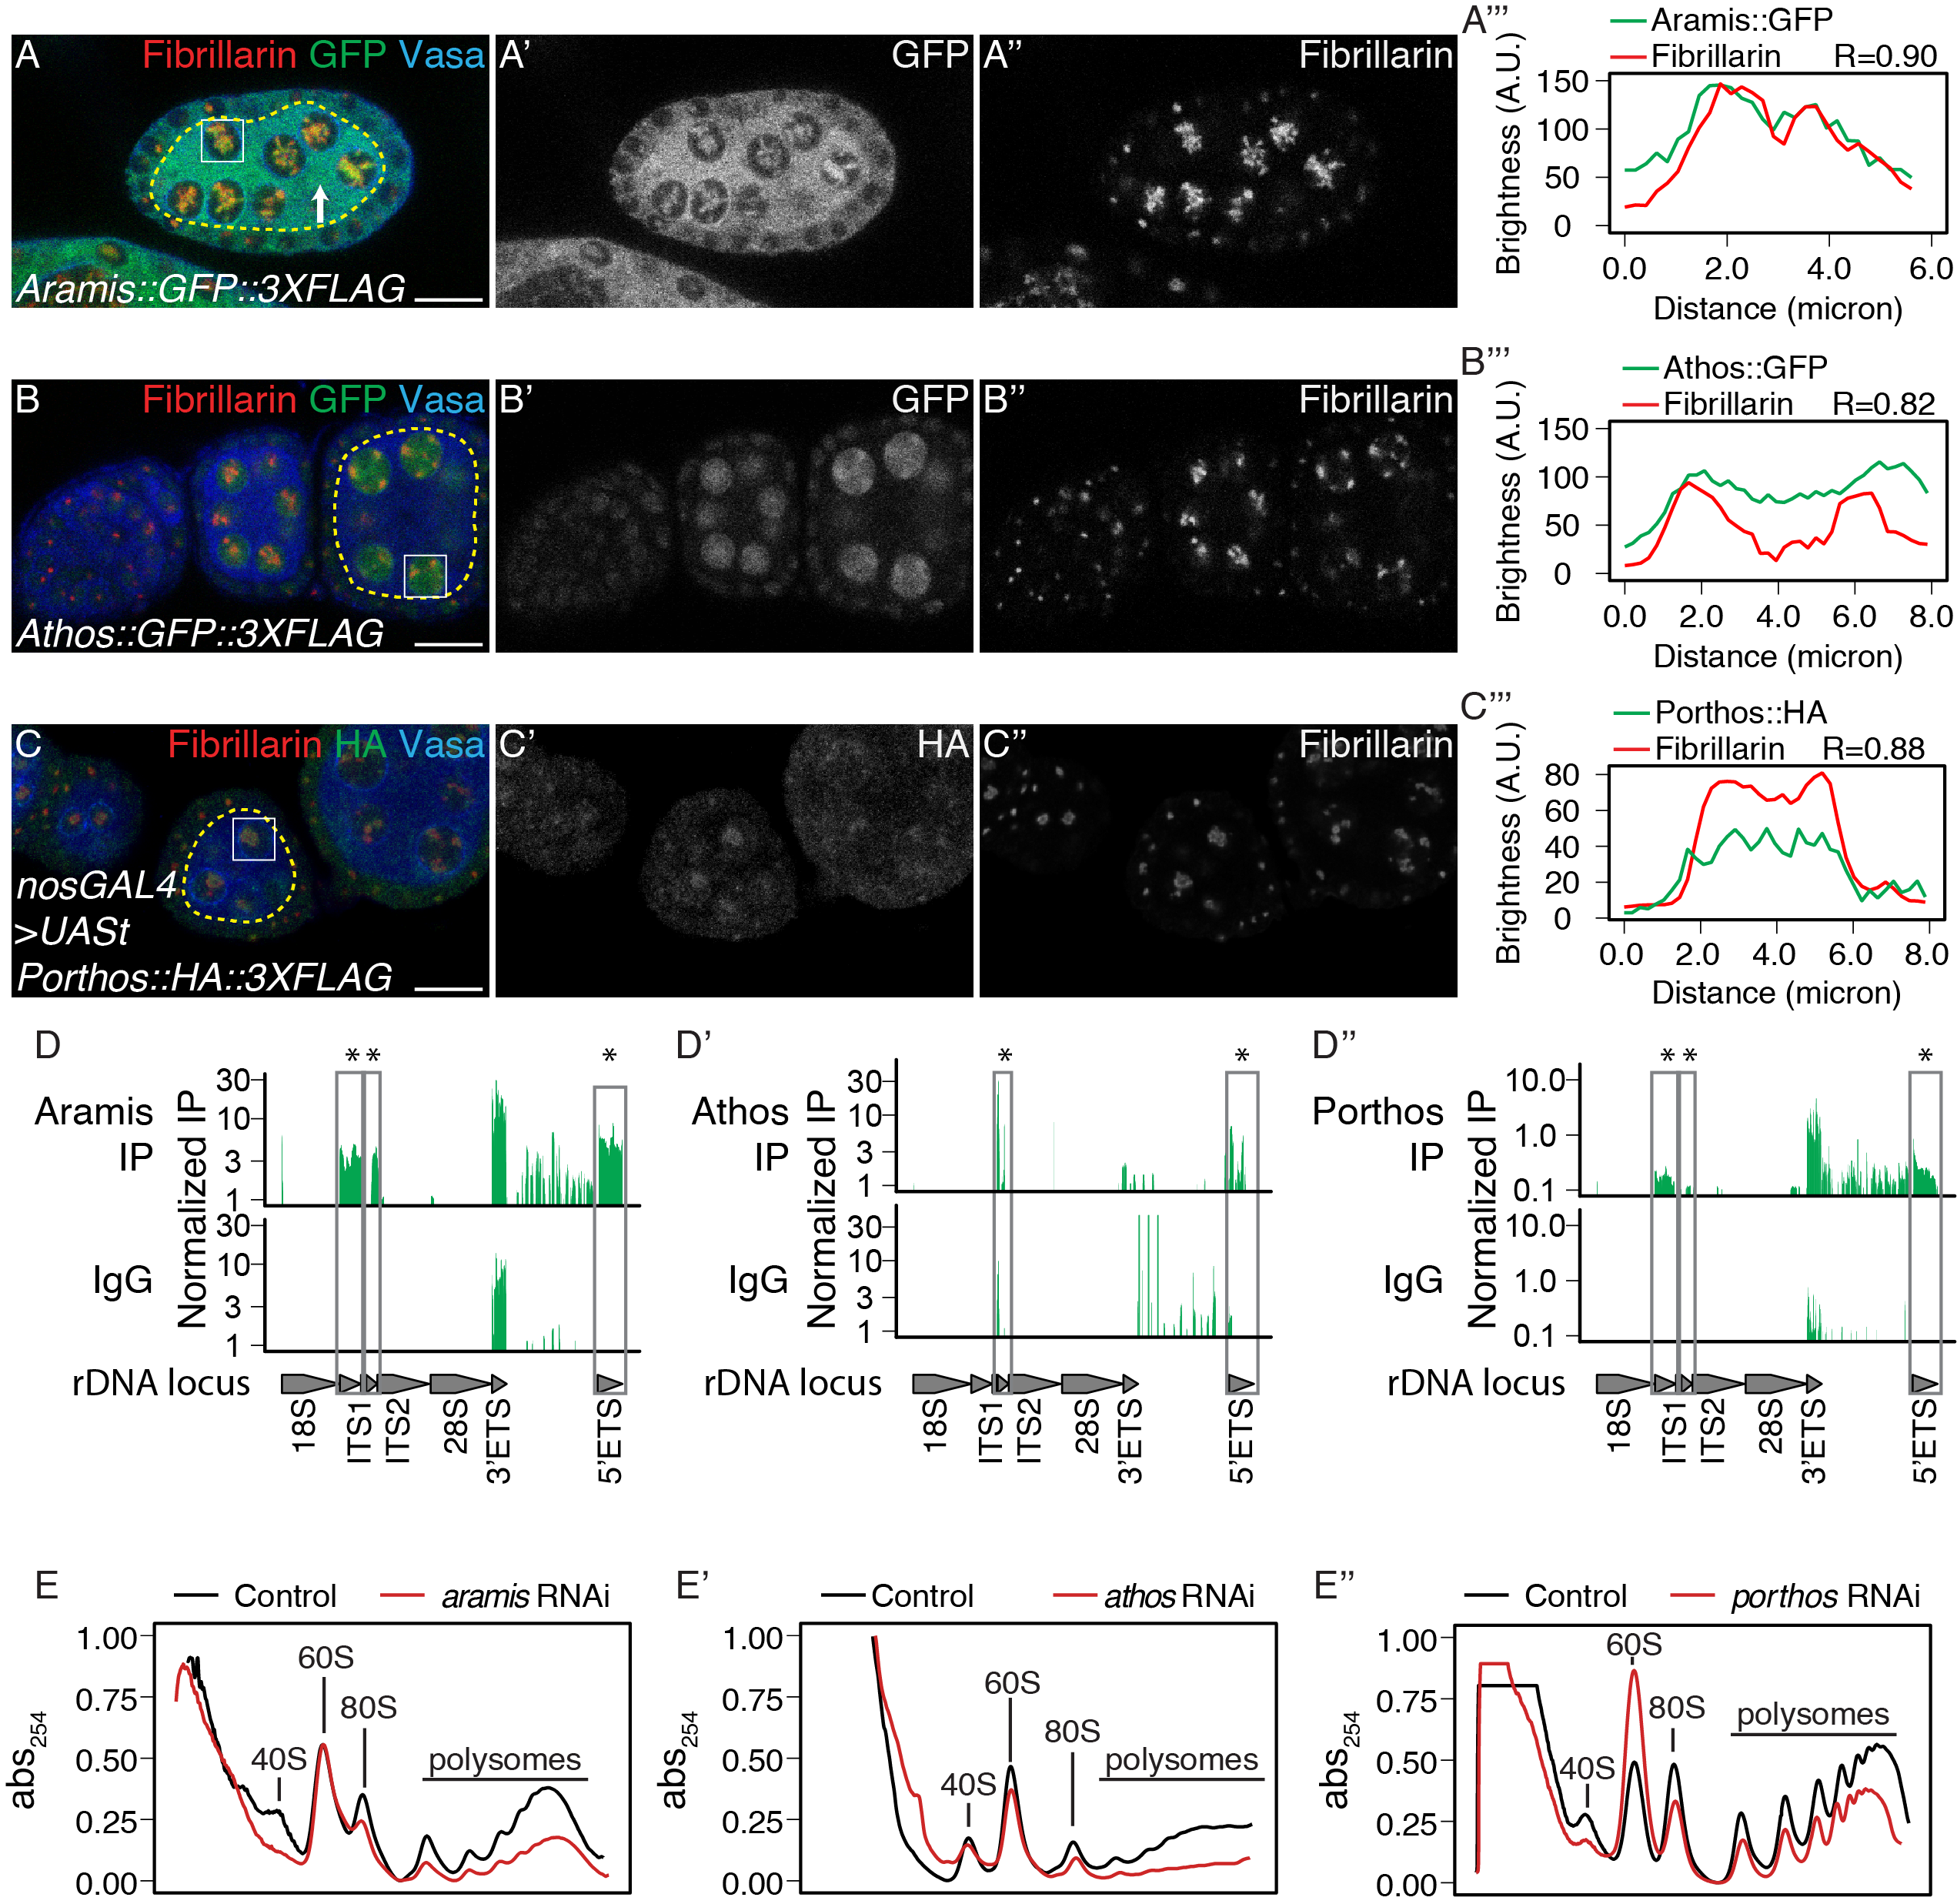 A Fibrillarin GFP Vasa
Aramis::GFP::3XFLAG
A’ GFP
A’’ Fibrillarin
A’’’
Aramis::GFP
Fibrillarin R=0.90
Brightness (A.U.)
150
100
50
0
0.0 2.0 4.0 6.0
Distance (micron)
B Fibrillarin GFP Vasa
Athos::GFP::3XFLAG
B’ GFP
B’’ Fibrillarin
B’’’
Athos::GFP
Fibrillarin R=0.82
Brightness (A.U.)
150
100
50
0
0.0 2.0 4.0 6.0 8.0
Distance (micron)
C Fibrillarin HA Vasa
nosGAL4
>UASt
Porthos::HA::3XFLAG
C’ HA
C’’ Fibrillarin
C’’’
Porthos::HA
Fibrillarin R=0.88
Brightness (A.U.)
80
60
40
20
0
0.0 2.0 4.0 6.0 8.0
Distance (micron)
D
* * *
Aramis
IP
IgG
Normalized IP
30
10
3
1
30
10
3
1
rDNA locus
18S
ITS1
ITS2
28S
3’ETS
5’ETS
D’
* *
Athos
IP
IgG
Normalized IP
30
10
3
1
30
10
3
1
rDNA locus
18S
ITS1
ITS2
28S
3’ETS
5’ETS
D’’
* * *
Porthos
IP
IgG
Normalized IP
10.0
1.0
0.1
10.0
1.0
0.1
rDNA locus
18S
ITS1
ITS2
28S
3’ETS
5’ETS
E
Control aramis RNAi
abs254
1.00
0.75
0.50
0.25
0.00
40S
60S
80S
polysomes
E’
Control athos RNAi
abs254
1.00
0.75
0.50
0.25
0.00
40S
60S
80S
polysomes
E’’
Control porthos RNAi
abs254
1.00
0.75
0.50
0.25
0.00
40S
60S
80S
polysomes